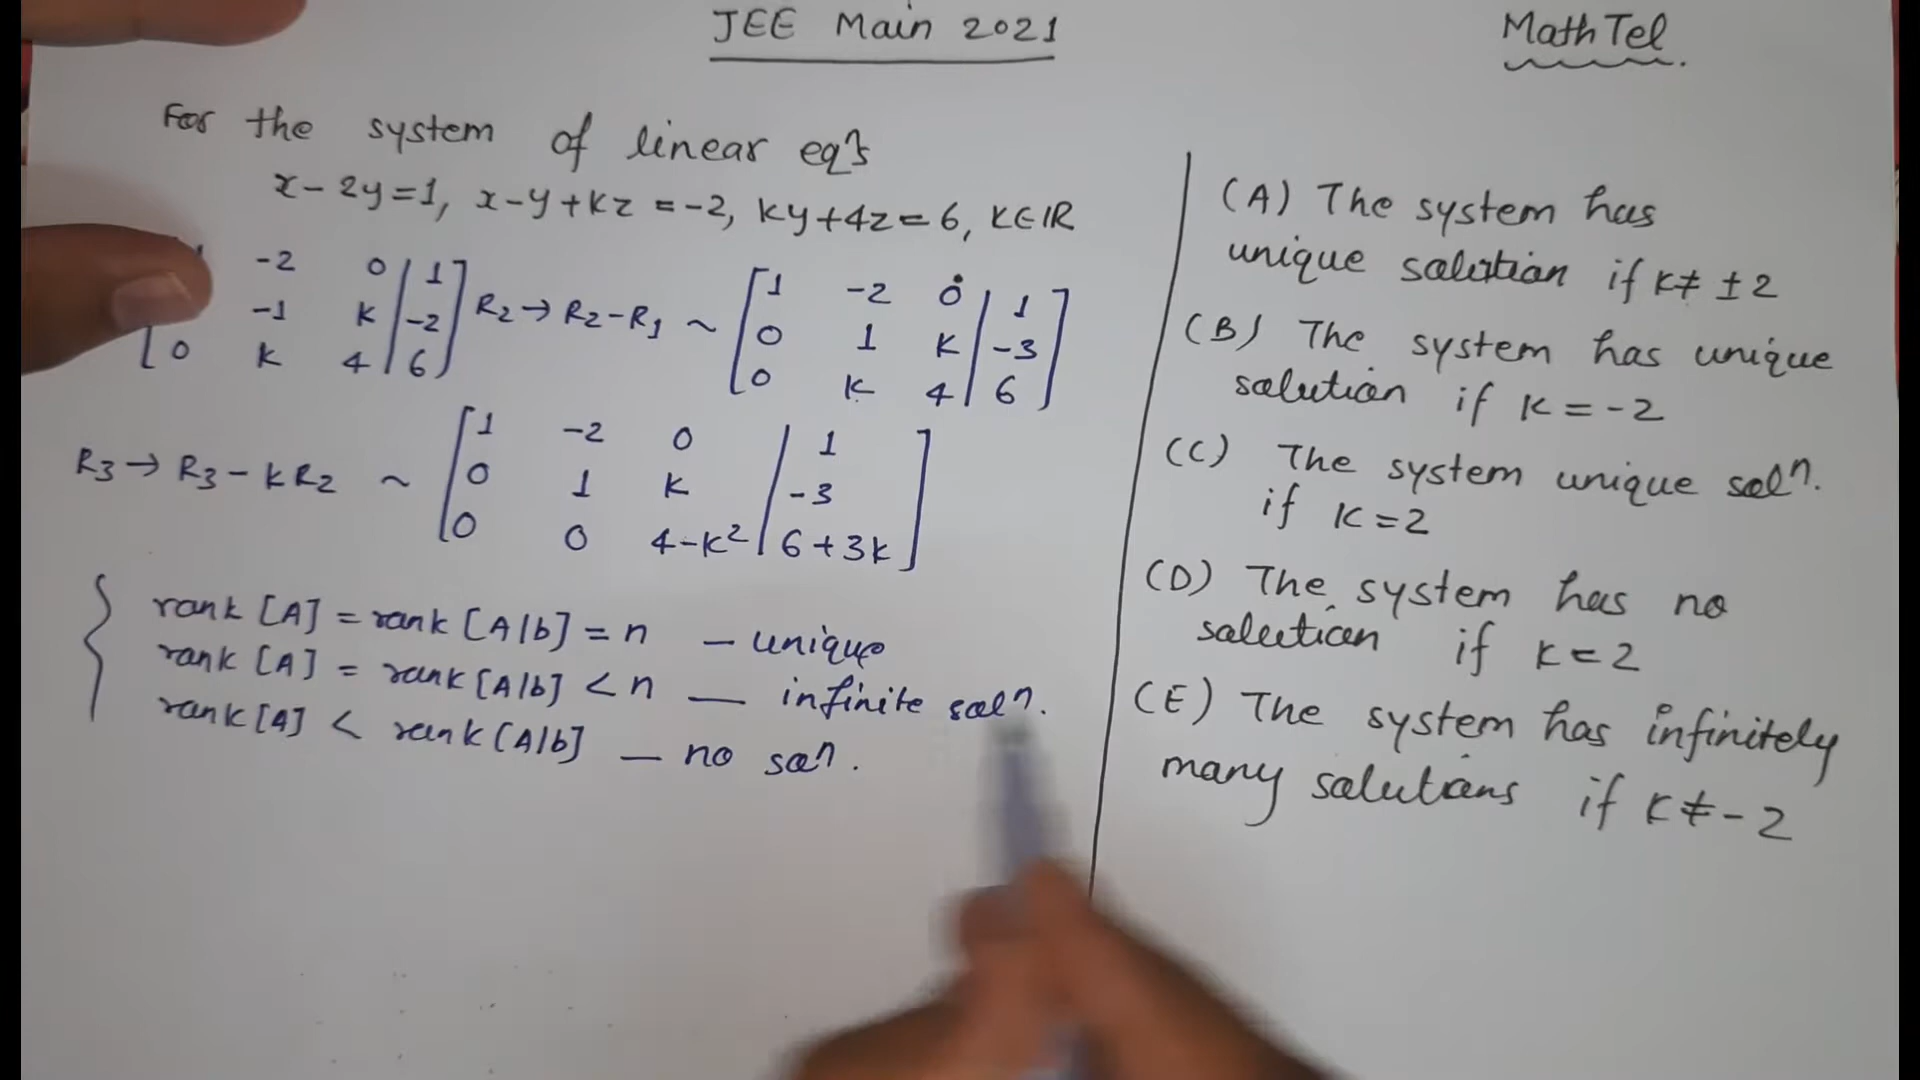 JEE Main 2021
MathTel
For the system of linear eqⁿs
x-2y=1, x-y+kz=-2, ky+4z=6, k∈IR
-2 0 | 1
-1 k | -2
0 k 4 | 6
R2→R2-R1 ~
1 -2 0 | 1
0 1 k | -3
0 k 4 | 6
R3→R3-kR2 ~
1 -2 0 | 1
0 1 k | -3
0 0 4-k² | 6+3k
rank [A] = rank [A|b] = n - unique
rank [A] = rank [A|b] < n — infinite solⁿ.
rank [A] < rank [A|b] — no soⁿ.
(A) The system has
unique solution if k≠ ±2
(B) The system has unique
solution if k=-2
(C) The system unique solⁿ.
if k=2
(D) The system has no
solution if k=2
(E) The system has infinitely
many solutions if k≠-2